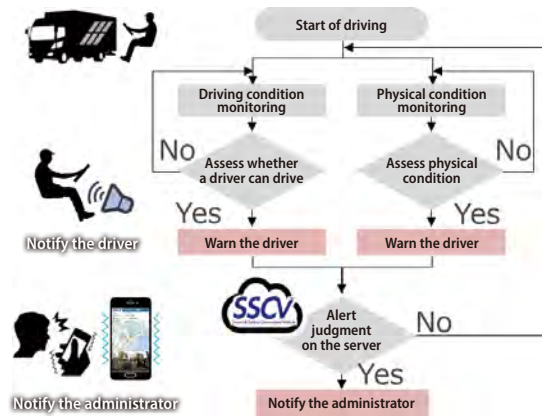 Start of driving
Driving condition
monitoring
Physical condition
monitoring
No
Assess whether
a driver can drive
Assess physical
condition
No
Yes
Yes
Notify the driver
Warn the driver
Warn the driver
SSCV
Alert
judgment
on the server
No
Yes
Notify the administrator
Notify the administrator